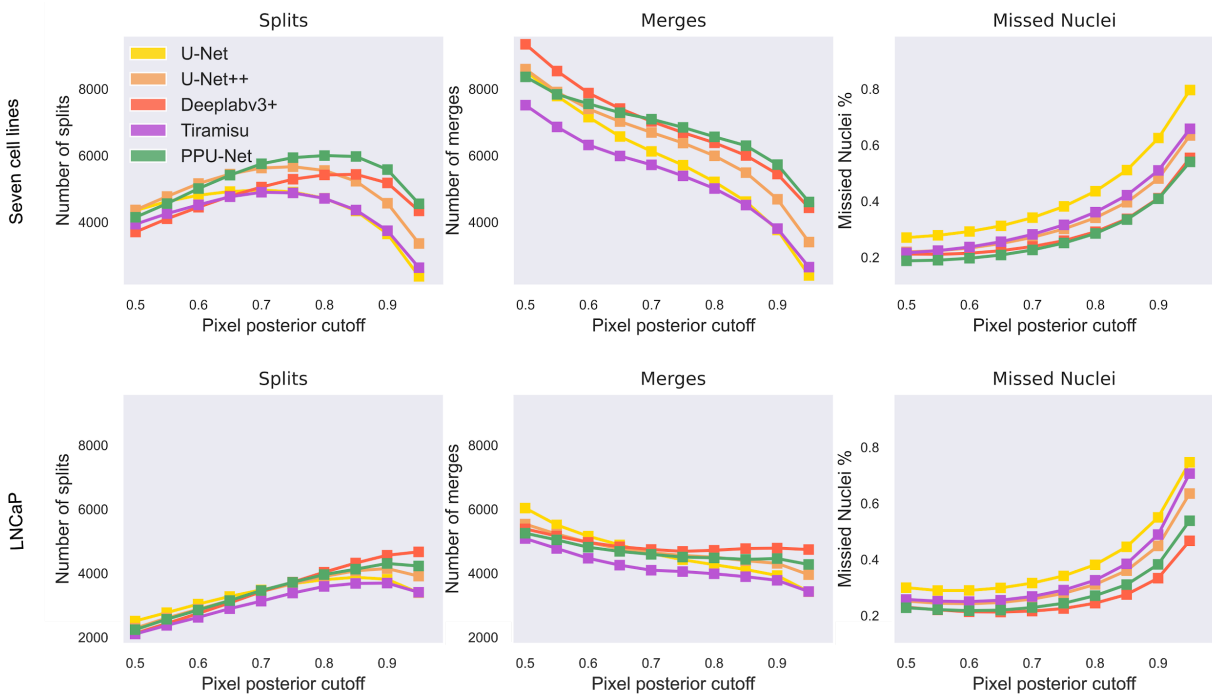 Splits
Merges
Missed Nuclei
Seven cell lines
Number of splits
8000
6000
4000
U-Net
U-Net++
Deeplabv3+
Tiramisu
PPU-Net
0.5 0.6 0.7 0.8 0.9
Pixel posterior cutoff
Number of merges
8000
6000
4000
0.5 0.6 0.7 0.8 0.9
Pixel posterior cutoff
Missied Nuclei %
0.8
0.6
0.4
0.2
0.5 0.6 0.7 0.8 0.9
Pixel posterior cutoff
Splits
Merges
Missed Nuclei
LNCaP
Number of splits
8000
6000
4000
2000
0.5 0.6 0.7 0.8 0.9
Pixel posterior cutoff
Number of merges
8000
6000
4000
2000
0.5 0.6 0.7 0.8 0.9
Pixel posterior cutoff
Missied Nuclei %
0.8
0.6
0.4
0.2
0.5 0.6 0.7 0.8 0.9
Pixel posterior cutoff